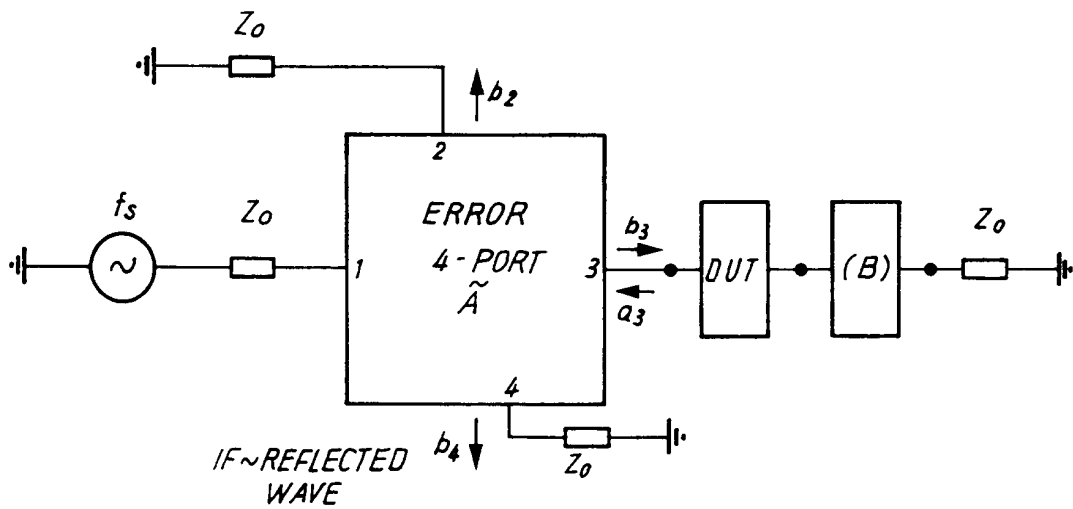 Zo
b2
2
fs
Zo
ERROR
4-PORT
Ã
1
3
b3
a3
DUT
(B)
Zo
4
b4
Zo
IF~REFLECTED
WAVE